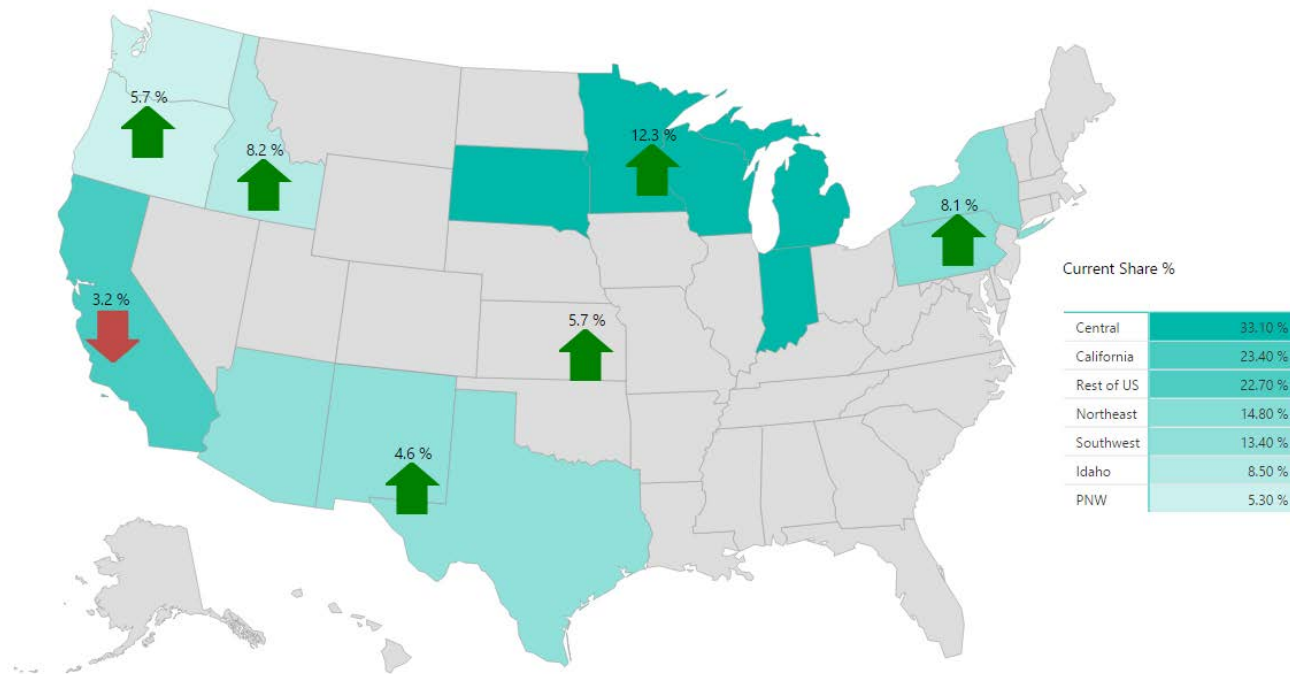 5.7 %
8.2 %
12.3 %
8.1 %
3.2 %
5.7 %
4.6 %
Current Share %
Central 33.10 %
California 23.40 %
Rest of US 22.70 %
Northeast 14.80 %
Southwest 13.40 %
Idaho 8.50 %
PNW 5.30 %